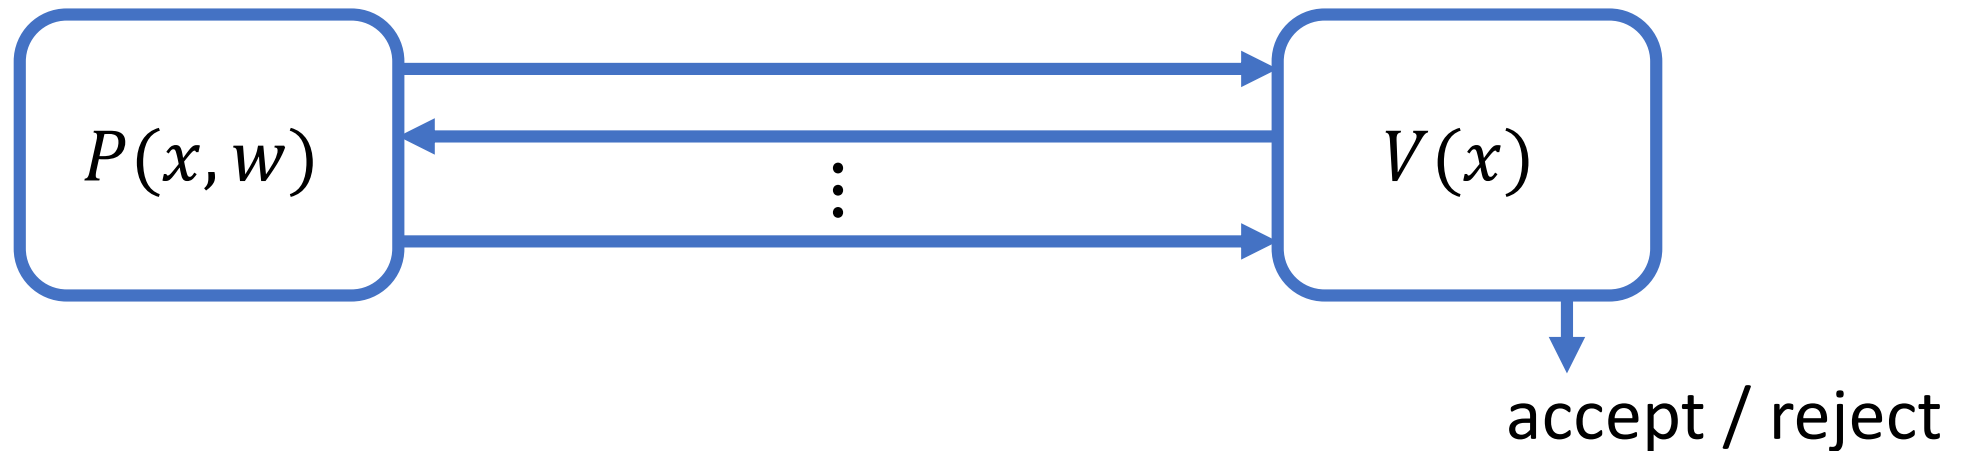 P(x, w)
⋮
V(x)
accept / reject